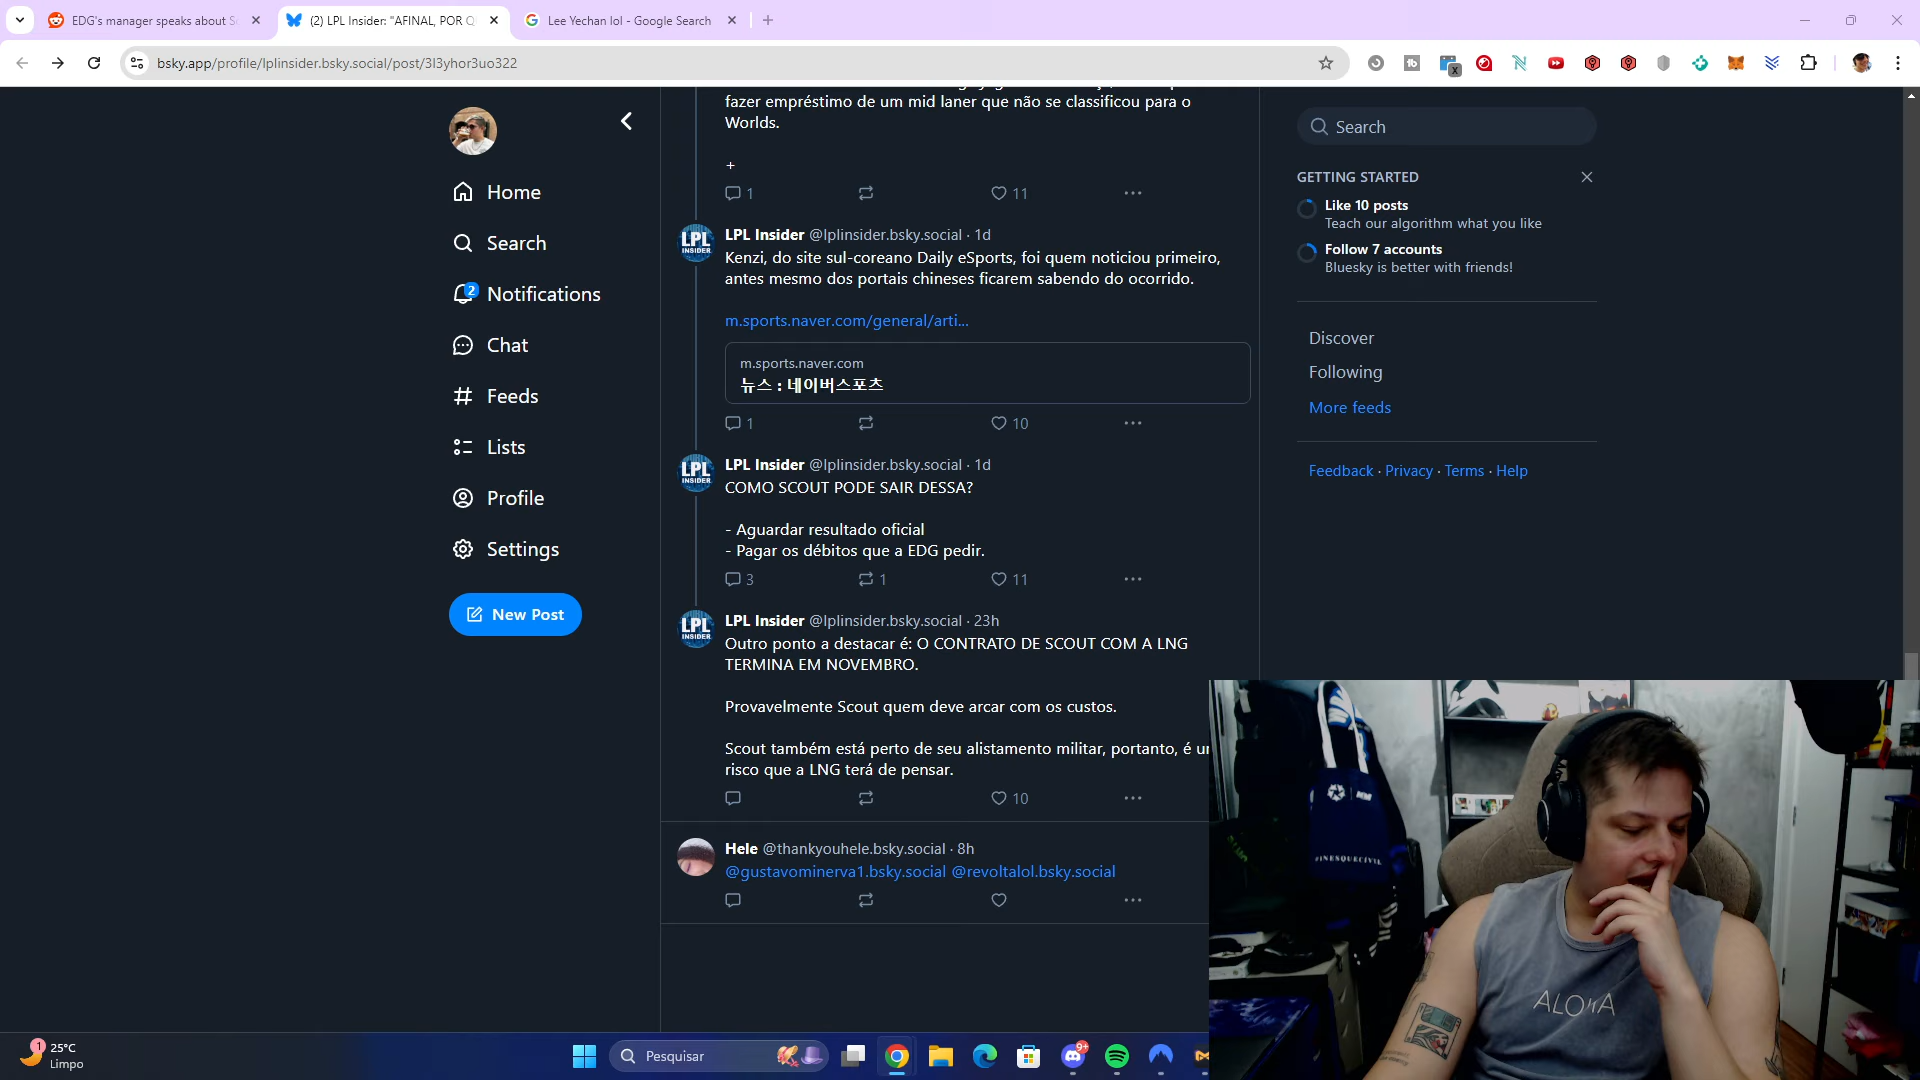 EDG's manager speaks about S
(2) LPL Insider: "AFINAL, POR Q
Lee Yechan lol - Google Search
bsky.app/profile/lplinsider.bsky.social/post/3l3yhor3uo322
Home
Search
2
Notifications
Chat
Feeds
Lists
Profile
Settings
New Post
fazer empréstimo de um mid laner que não se classificou para o
Worlds.
+
1
11
LPL Insider @lplinsider.bsky.social · 1d
Kenzi, do site sul-coreano Daily eSports, foi quem noticiou primeiro,
antes mesmo dos portais chineses ficarem sabendo do ocorrido.
m.sports.naver.com/general/arti...
m.sports.naver.com
뉴스 : 네이버스포츠
1
10
LPL Insider @lplinsider.bsky.social · 1d
COMO SCOUT PODE SAIR DESSA?
- Aguardar resultado oficial
- Pagar os débitos que a EDG pedir.
3
1
11
LPL Insider @lplinsider.bsky.social · 23h
Outro ponto a destacar é: O CONTRATO DE SCOUT COM A LNG
TERMINA EM NOVEMBRO.
Provavelmente Scout quem deve arcar com os custos.
Scout também está perto de seu alistamento militar, portanto, é
risco que a LNG terá de pensar.
10
Hele @thankyouhele.bsky.social · 8h
@gustavominerva1.bsky.social @revoltalol.bsky.social
LPL
INSIDER
LPL
INSIDER
LPL
INSIDER
Search
GETTING STARTED
Like 10 posts
Teach our algorithm what you like
Follow 7 accounts
Bluesky is better with friends!
Discover
Following
More feeds
Feedback · Privacy · Terms · Help
#INESQUECÍVEL
ALOHA
1
25°C
Limpo
Pesquisar
9+